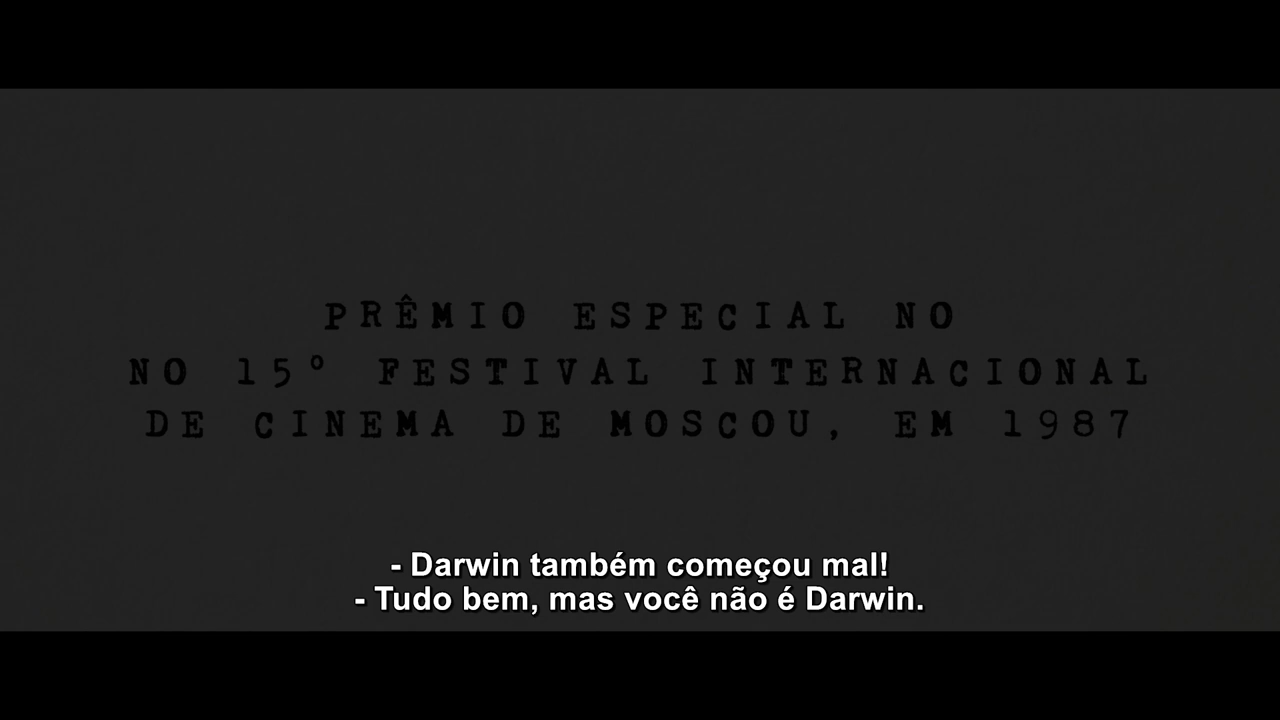 PRÊMIO ESPECIAL NO
NO 15º FESTIVAL INTERNACIONAL
DE CINEMA DE MOSCOU, EM 1987
- Darwin também começou mal!
- Tudo bem, mas você não é Darwin.